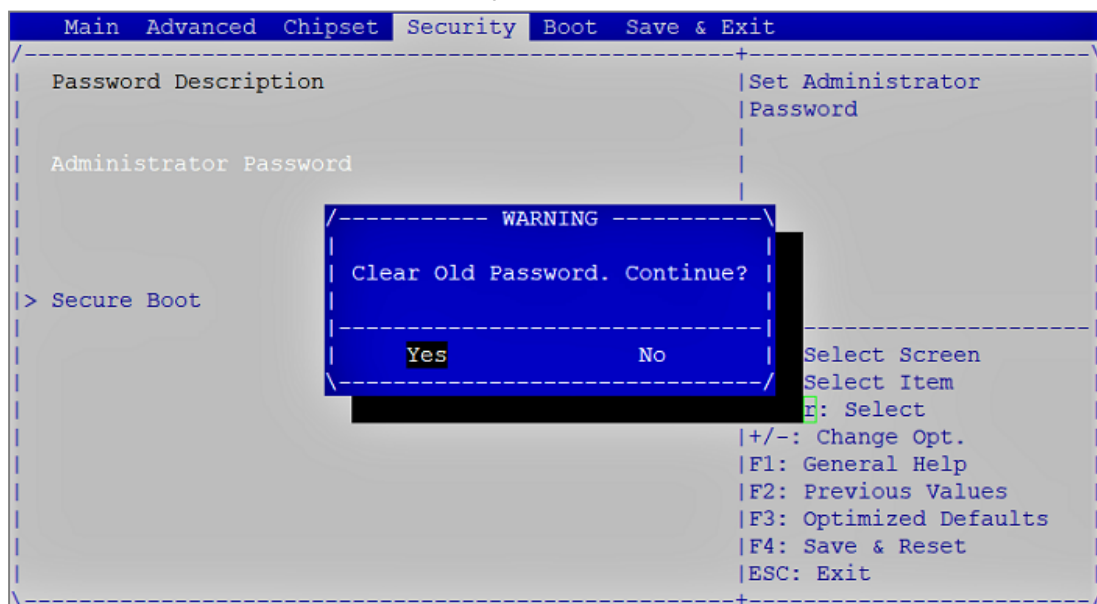 Main Advanced Chipset Security Boot Save & Exit
Password Description
Set Administrator
Password
Administrator Password
WARNING
Clear Old Password. Continue?
> Secure Boot
Yes No
Select Screen
Select Item
r: Select
+/-: Change Opt.
F1: General Help
F2: Previous Values
F3: Optimized Defaults
F4: Save & Reset
ESC: Exit